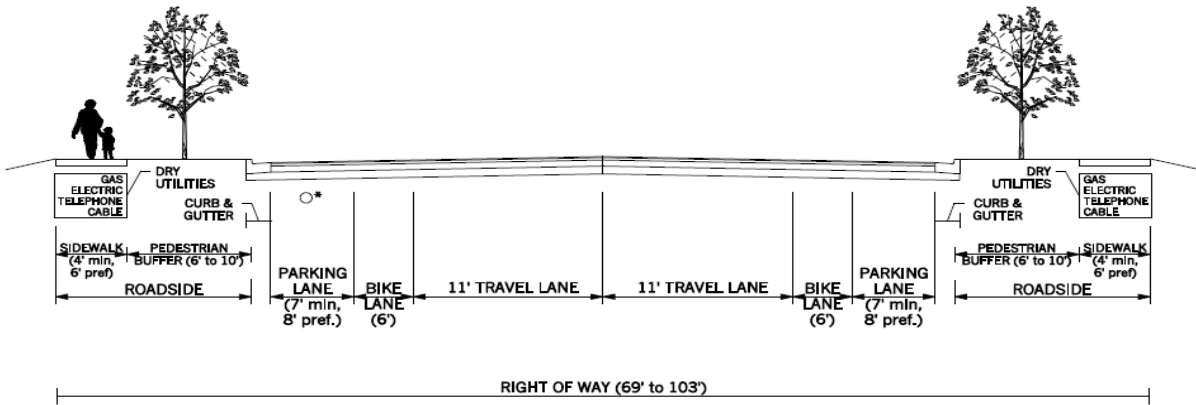 DRY
UTILITIES
GAS
ELECTRIC
TELEPHONE
CABLE
CURB &
GUTTER
*
DRY
UTILITIES
GAS
ELECTRIC
TELEPHONE
CABLE
CURB &
GUTTER
SIDEWALK
(4' min,
6' pref)
PEDESTRIAN
BUFFER (6' to 10')
ROADSIDE
PARKING
LANE
(7' min,
8' pref.)
BIKE
LANE
(6')
11' TRAVEL LANE
11' TRAVEL LANE
BIKE
LANE
(6')
PARKING
LANE
(7' min,
8' pref.)
PEDESTRIAN
BUFFER (6' to 10')
SIDEWALK
(4' min,
6' pref)
ROADSIDE
RIGHT OF WAY (69' to 103')